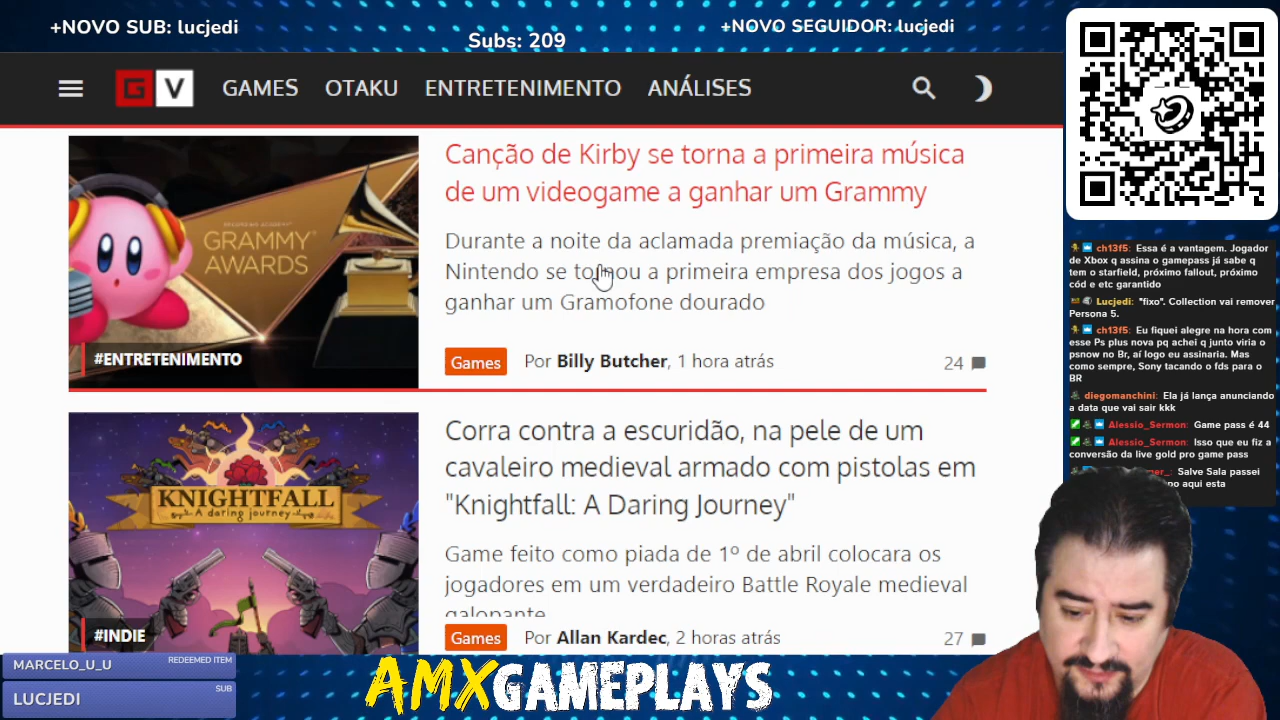 +NOVO SUB: lucjedi
Subs: 209
+NOVO SEGUIDOR: lucjedi
G V
GAMES OTAKU ENTRETENIMENTO ANÁLISES
GRAMMY
AWARDS
#ENTRETENIMENTO
Canção de Kirby se torna a primeira música
de um videogame a ganhar um Grammy
Durante a noite da aclamada premiação da música, a
Nintendo se tornou a primeira empresa dos jogos a
ganhar um Gramofone dourado
Games Por Billy Butcher, 1 hora atrás 24
KNIGHTFALL
A daring journey
#INDIE
Corra contra a escuridão, na pele de um
cavaleiro medieval armado com pistolas em
"Knightfall: A Daring Journey"
Game feito como piada de 1º de abril colocara os
jogadores em um verdadeiro Battle Royale medieval
galopante
Games Por Allan Kardec, 2 horas atrás 27
ch13f5: Essa é a vantagem. Jogador
de Xbox q assina o gamepass já sabe q
tem o starfield, próximo fallout, próximo
cód e etc garantido
Lucjedi: "fixo". Collection vai remover
Persona 5.
ch13f5: Eu fiquei alegre na hora com
esse Ps plus nova pq achei q junto viria o
psnow no Br, aí logo eu assinaria. Mas
como sempre, Sony tacando o fds para o
BR
diegomanchini: Ela já lança anunciando
a data que vai sair kkk
Alessio_Sermon: Game pass é 44
Alessio_Sermon: Isso que eu fiz a
conversão da live gold pro game pass
Salve Sala passei
aqui esta
MARCELO_U_U REDEEMED ITEM
LUCJEDI SUB
AMXGAMEPLAYS